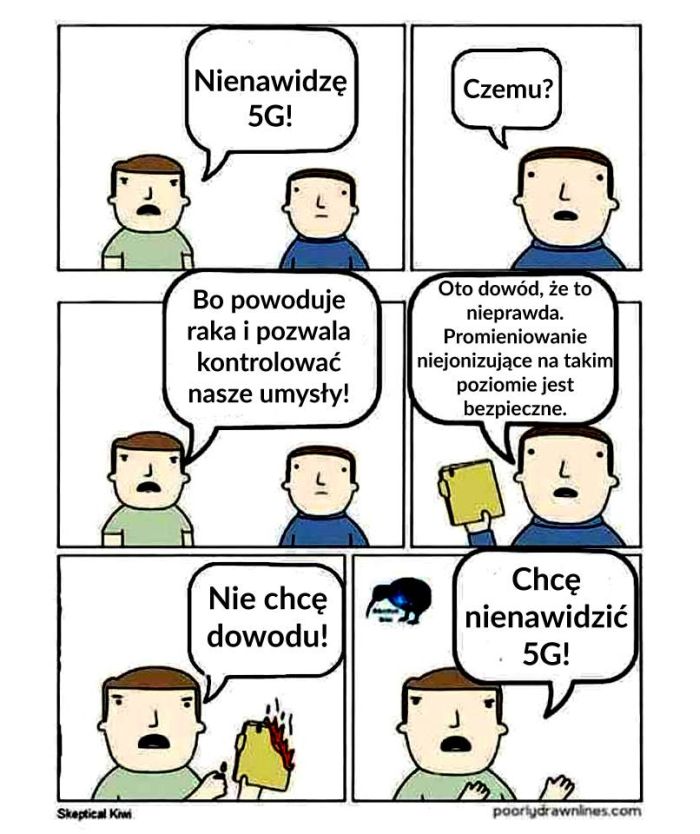 Nienawidzę
5G!
Czemu?
Bo powoduje
raka i pozwala
kontrolować
nasze umysły!
Oto dowód, że to
nieprawda.
Promieniowanie
niejonizujące na takim
poziomie jest
bezpieczne.
Nie chcę
dowodu!
Chcę
nienawidzić
5G!
Skeptical Kiwi
poorlydrawnlines.com